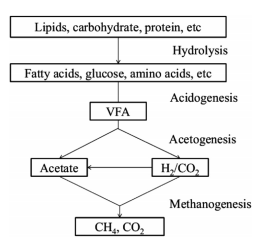 Lipids, carbohydrate, protein, etc
Hydrolysis
Fatty acids, glucose, amino acids, etc
Acidogenesis
VFA
Acetogenesis
Acetate
H₂/CO₂
Methanogenesis
CH₄, CO₂